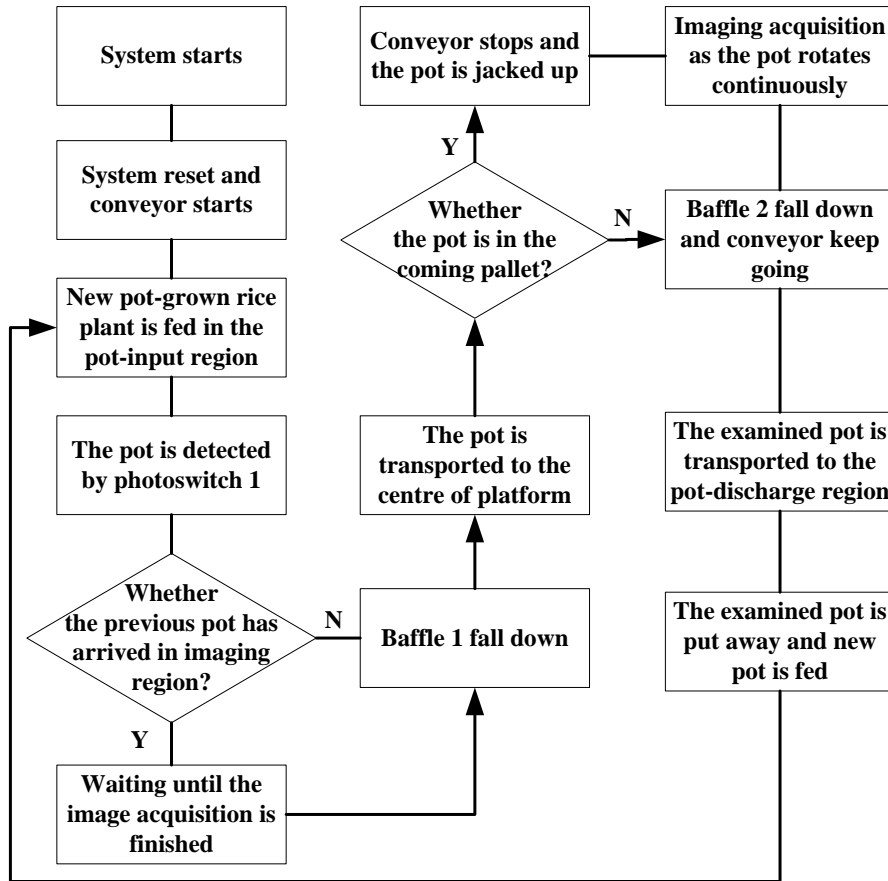 System starts
System reset and
conveyor starts
New pot-grown rice
plant is fed in the
pot-input region
The pot is detected
by photoswitch 1
Whether
the previous pot has
arrived in imaging
region?
N
Y
Waiting until the
image acquisition is
finished
Baffle 1 fall down
The pot is
transported to the
centre of platform
Whether
the pot is in the
coming pallet?
Y
N
Conveyor stops and
the pot is jacked up
Imaging acquisition
as the pot rotates
continuously
Baffle 2 fall down
and conveyor keep
going
The examined pot is
transported to the
pot-discharge region
The examined pot is
put away and new
pot is fed